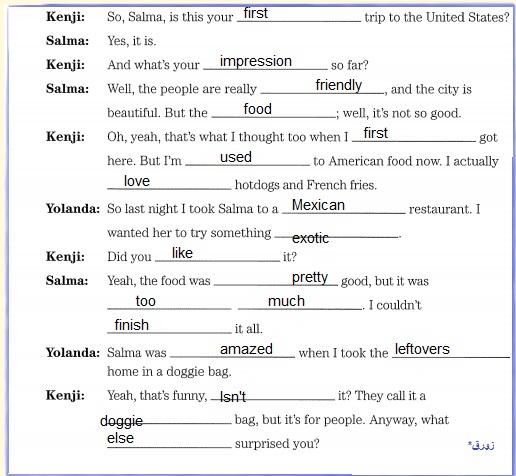 Kenji: So, Salma, is this your first trip to the United States?
Salma: Yes, it is.
Kenji: And what's your impression so far?
Salma: Well, the people are really friendly, and the city is
beautiful. But the food; well, it's not so good.
Kenji: Oh, yeah, that's what I thought too when I first got
here. But I'm used to American food now. I actually
love hotdogs and French fries.
Yolanda: So last night I took Salma to a Mexican restaurant. I
wanted her to try something exotic.
Kenji: Did you like it?
Salma: Yeah, the food was pretty good, but it was
too much. I couldn't
finish it all.
Yolanda: Salma was amazed when I took the leftovers
home in a doggie bag.
Kenji: Yeah, that's funny, Isn't it? They call it a
doggie bag, but it's for people. Anyway, what
else surprised you? *زيرق